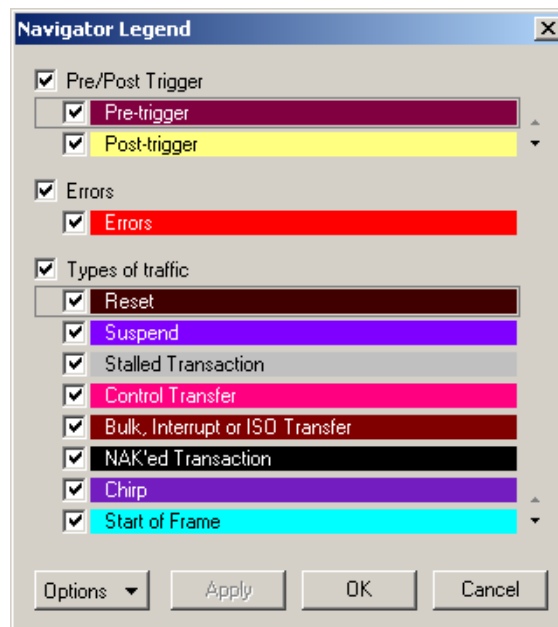 Navigator Legend
Pre/Post Trigger
Pre-trigger
Post-trigger
Errors
Errors
Types of traffic
Reset
Suspend
Stalled Transaction
Control Transfer
Bulk, Interrupt or ISO Transfer
NAK'ed Transaction
Chirp
Start of Frame
Options Apply OK Cancel